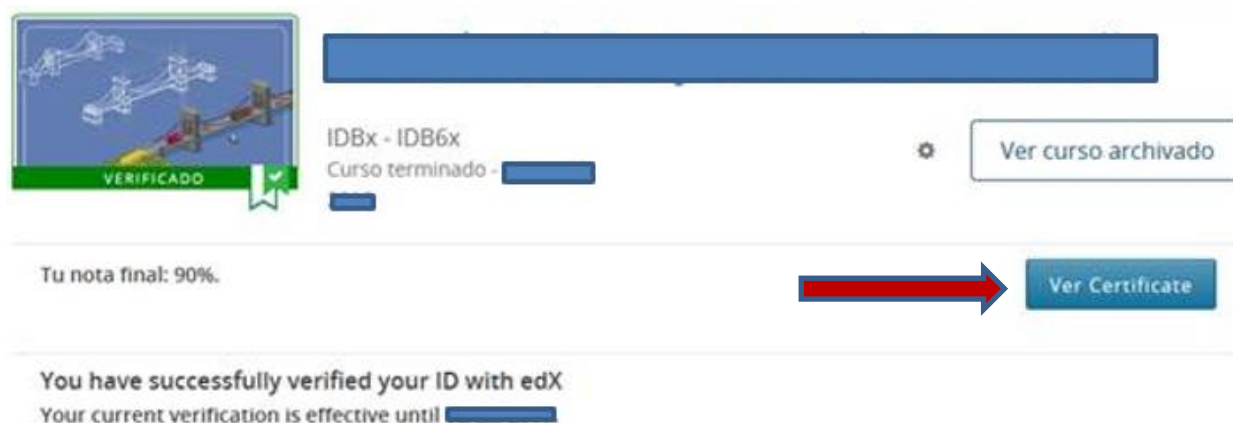 VERIFICADO
IDBx - IDB6x
Curso terminado -
Ver curso archivado
Tu nota final: 90%.
Ver Certificate
You have successfully verified your ID with edX
Your current verification is effective until